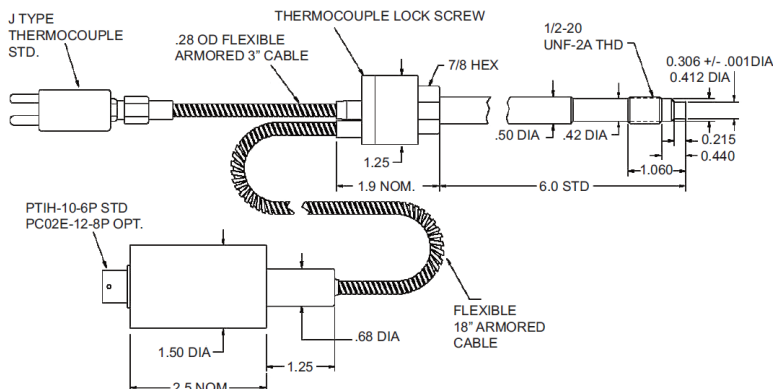 J TYPE
THERMOCOUPLE
STD.
THERMOCOUPLE LOCK SCREW
.28 OD FLEXIBLE
ARMORED 3" CABLE
7/8 HEX
1/2-20
UNF-2A THD
0.306 +/- .001DIA
0.412 DIA
.50 DIA
.42 DIA
0.215
0.440
1.060
1.25
1.9 NOM.
6.0 STD
PTIH-10-6P STD
PC02E-12-8P OPT.
FLEXIBLE
18" ARMORED
CABLE
.68 DIA
1.50 DIA
1.25
2.5 NOM